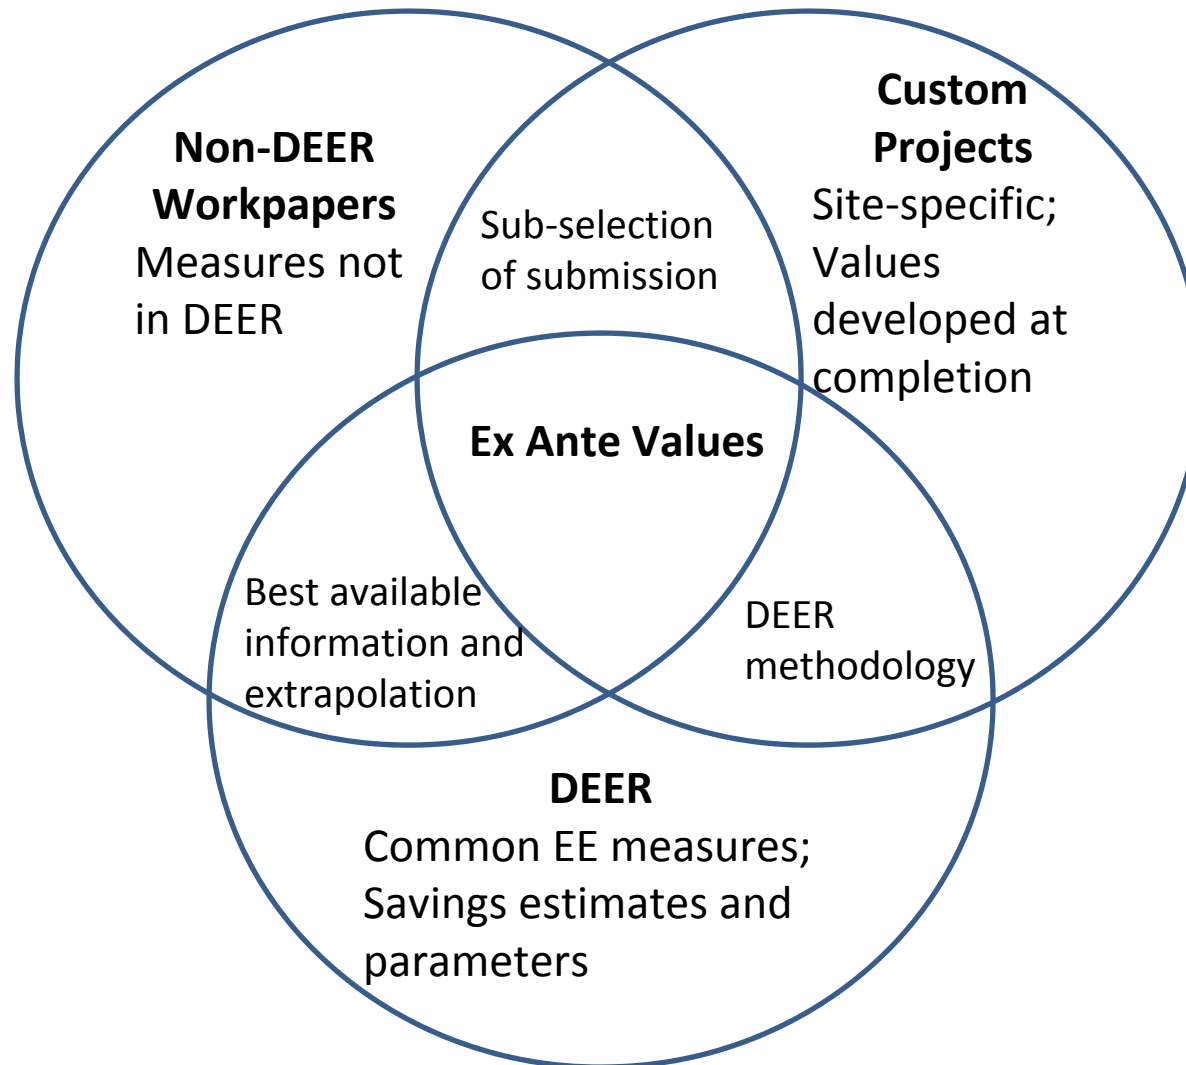 Non-DEER
Workpapers
Measures not
in DEER
Sub-selection
of submission
Custom
Projects
Site-specific;
Values
developed at
completion
Ex Ante Values
Best available
information and
extrapolation
DEER
methodology
DEER
Common EE measures;
Savings estimates and
parameters